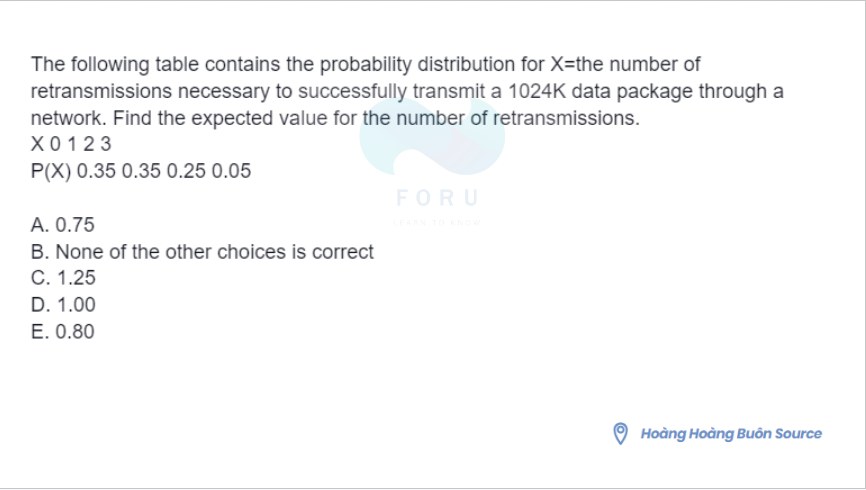 The following table contains the probability distribution for X=the number of
retransmissions necessary to successfully transmit a 1024K data package through a
network. Find the expected value for the number of retransmissions.
X 0 1 2 3
P(X) 0.35 0.35 0.25 0.05
FORU
A. 0.75
B. None of the other choices is correct
C. 1.25
D. 1.00
E. 0.80
Hoàng Hoàng Buôn Source